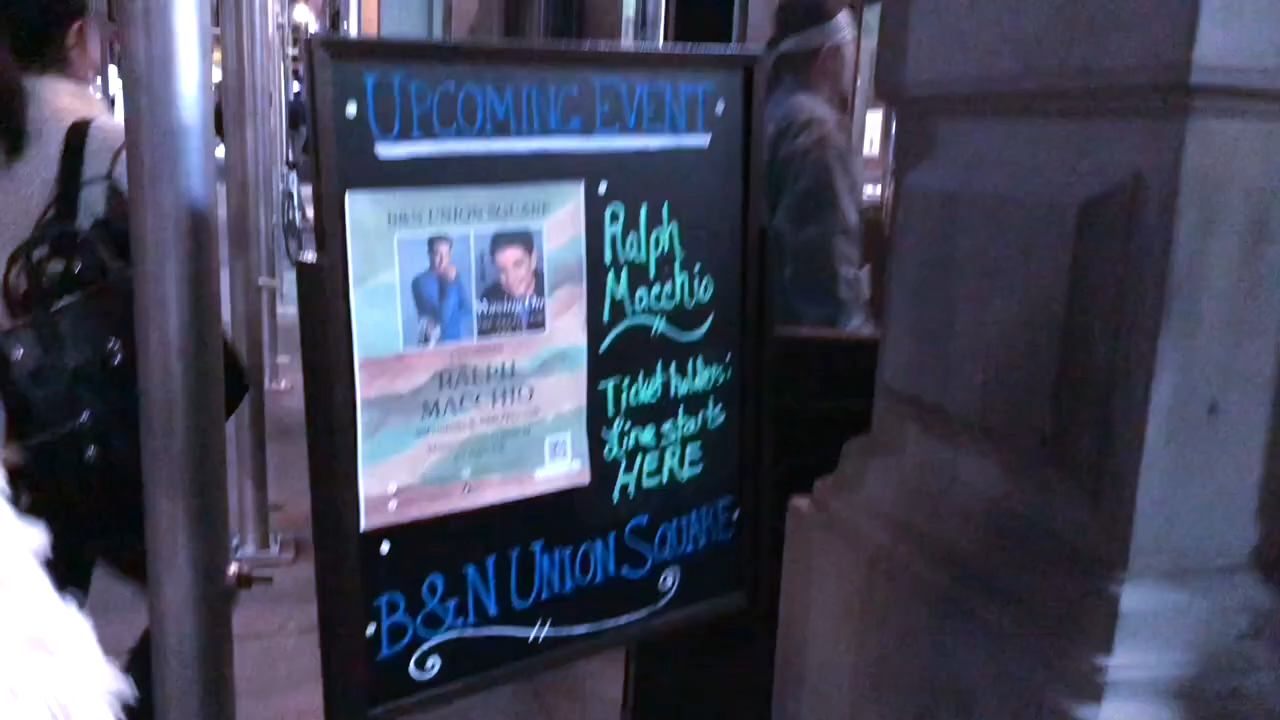 UPCOMING EVENT
B&N UNION SQUARE
RALPH
MACCHIO
Ralph
Macchio
Ticket holders:
Line starts
HERE
B&N UNION SQUARE